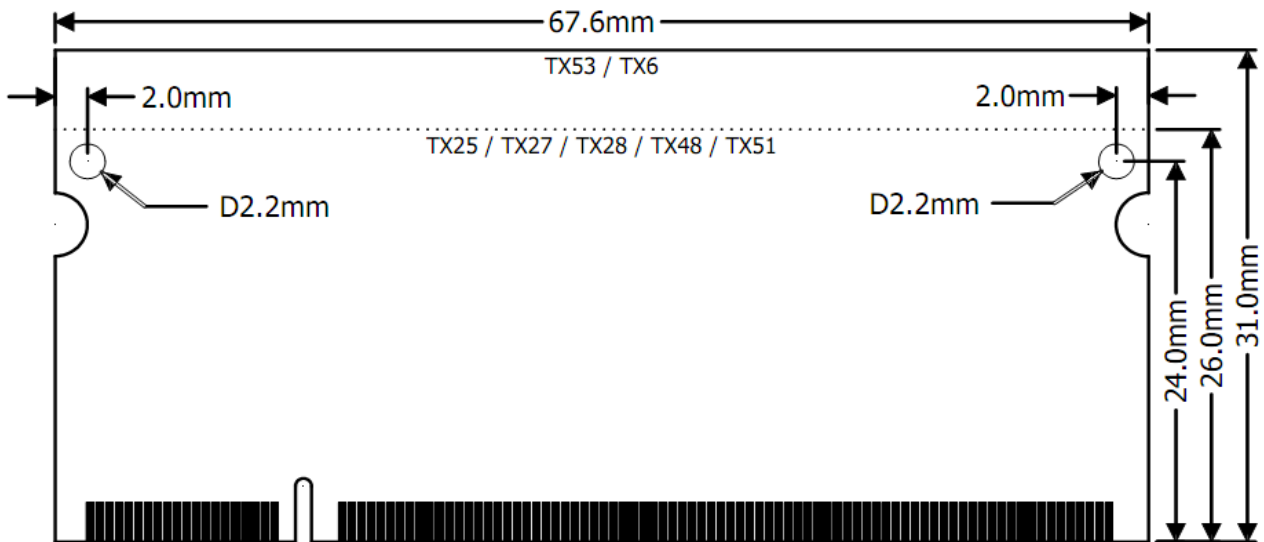 67.6mm
TX53 / TX6
2.0mm
2.0mm
TX25 / TX27 / TX28 / TX48 / TX51
D2.2mm
D2.2mm
24.0mm
26.0mm
31.0mm